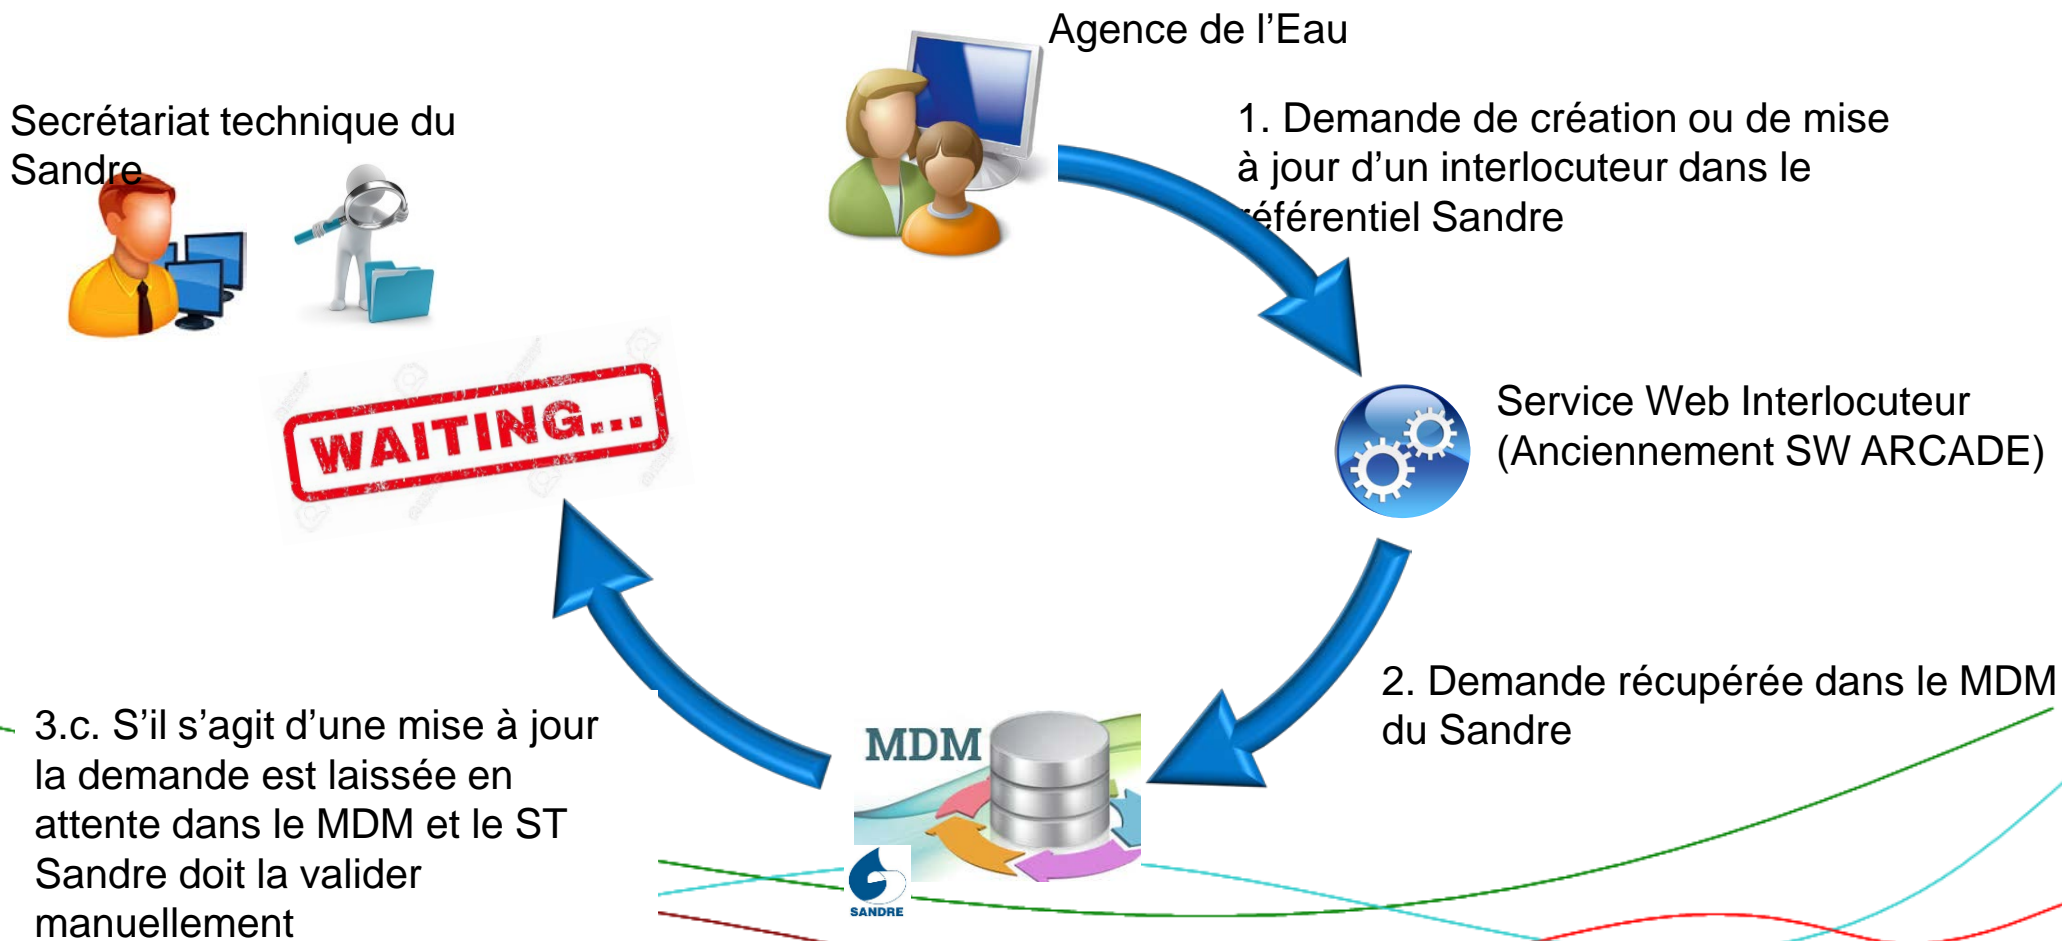 Agence de l’Eau
Secrétariat technique du
Sandre
1. Demande de création ou de mise
à jour d’un interlocuteur dans le
référentiel Sandre
WAITING...
Service Web Interlocuteur
(Anciennement SW ARCADE)
2. Demande récupérée dans le MDM
du Sandre
3.c. S’il s’agit d’une mise à jour
la demande est laissée en
attente dans le MDM et le ST
Sandre doit la valider
manuellement
MDM
SANDRE